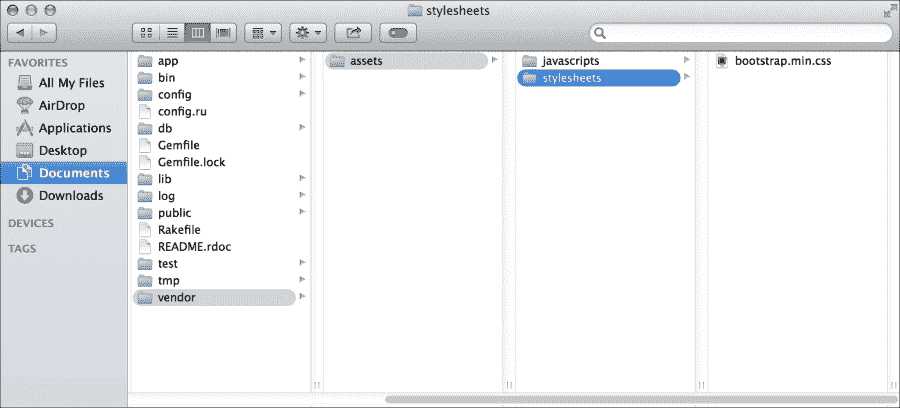 stylesheets
FAVORITES
All My Files
AirDrop
Applications
Desktop
Documents
Downloads
DEVICES
TAGS
app
bin
config
config.ru
db
Gemfile
Gemfile.lock
lib
log
public
Rakefile
README.rdoc
test
tmp
vendor
assets
javascripts
stylesheets
bootstrap.min.css